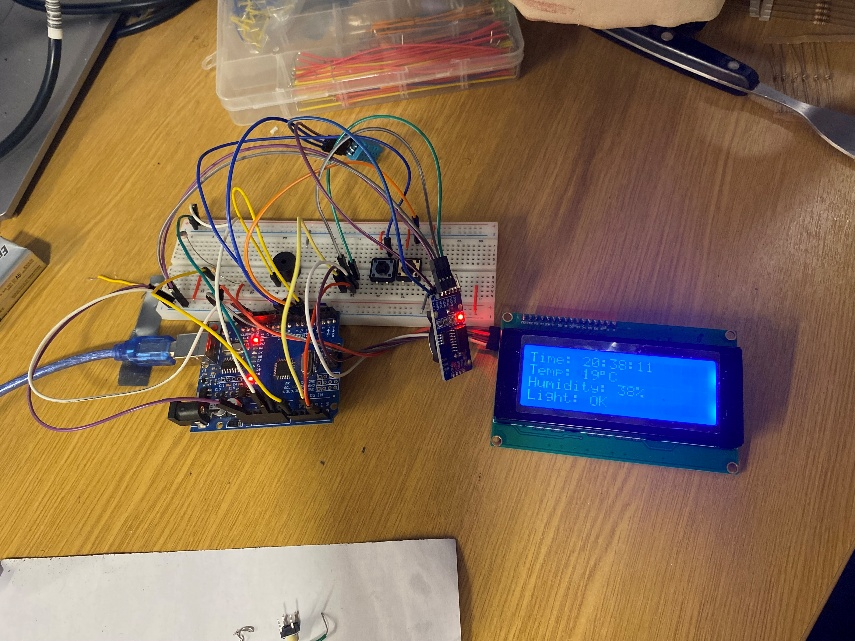 Time: 20:38:11
Temp: 19°C
Humidity: 38%
Light: Ok